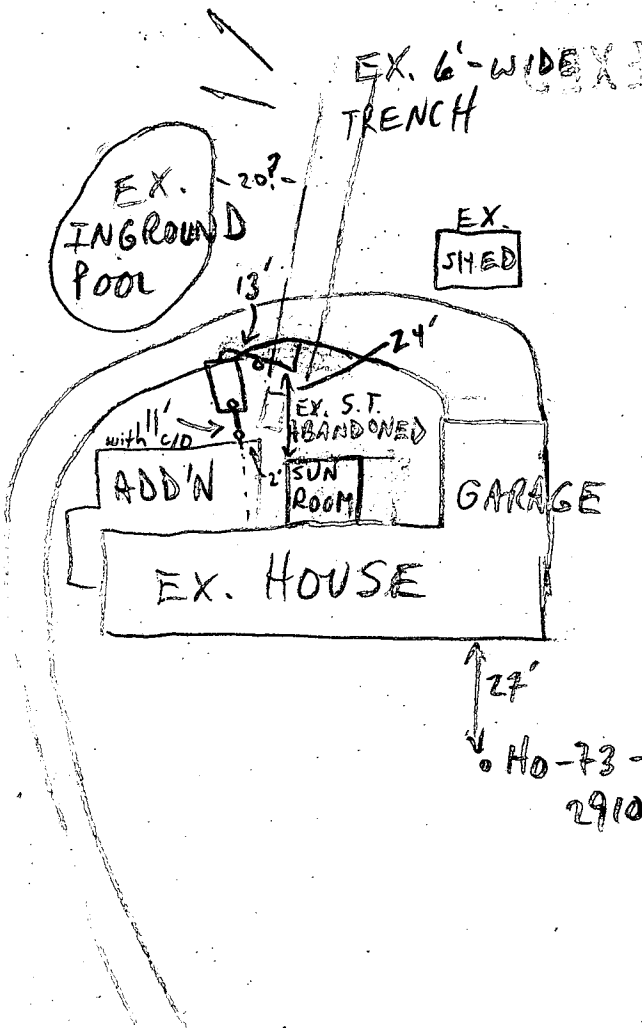 EX. 6'-WIDE
TRENCH
EX.
INGROUND
POOL
-20?-
EX.
SHED
13'
24'
EX. S.T.
ABANDONED
with 11' c/o
2'
ADD'N
SUN
ROOM
GARAGE
EX. HOUSE
27'
HO-73-
2910